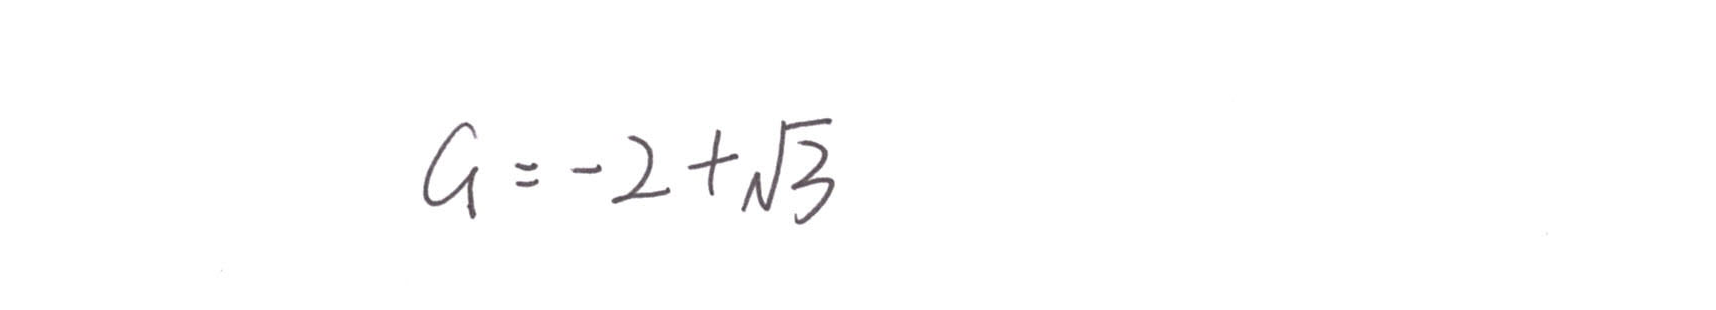 G = -2 + √3